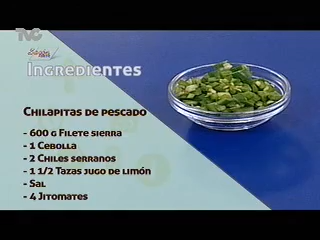 TVC
Ingredientes
Chilapitas de pescado
- 600 g Filete sierra
- 1 Cebolla
- 2 Chiles serranos
- 1 1/2 Tazas jugo de limón
- Sal
- 4 Jitomates